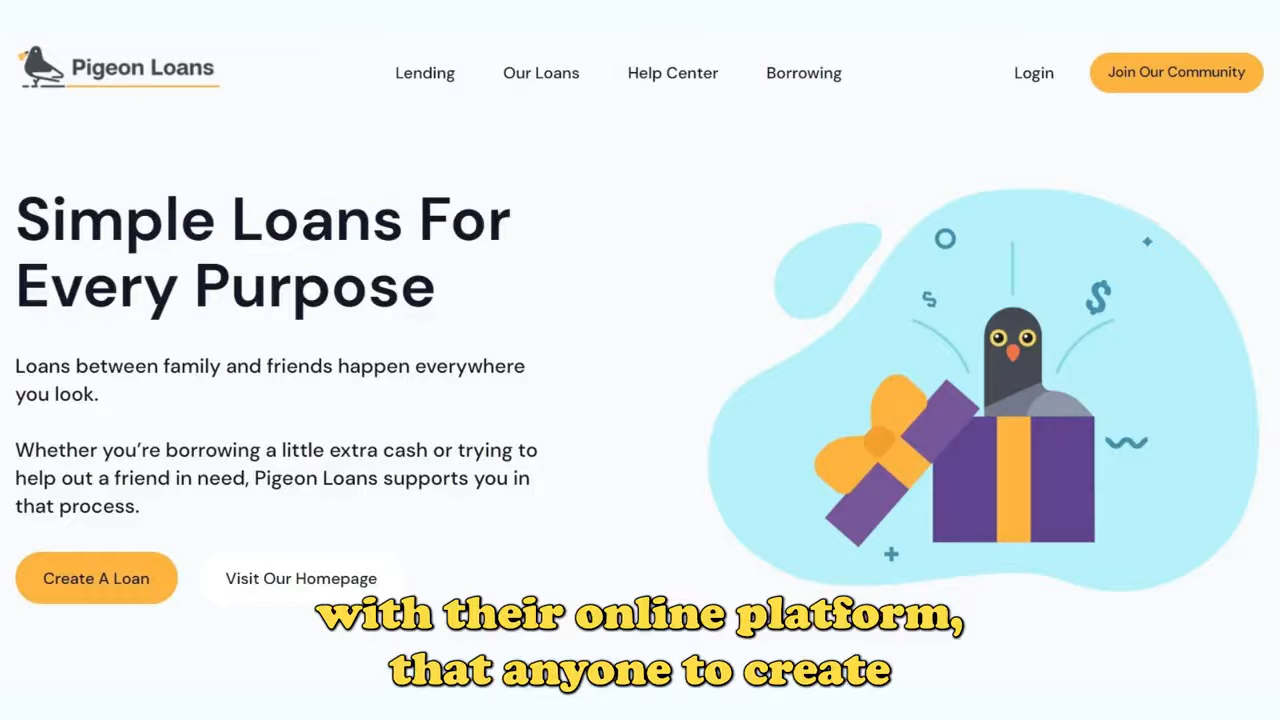 Pigeon Loans
Lending
Our Loans
Help Center
Borrowing
Login
Join Our Community
Simple Loans For
Every Purpose
Loans between family and friends happen everywhere
you look.
Whether you’re borrowing a little extra cash or trying to
help out a friend in need, Pigeon Loans supports you in
that process.
Create A Loan
Visit Our Homepage
$
$
with their online platform,
that anyone to create